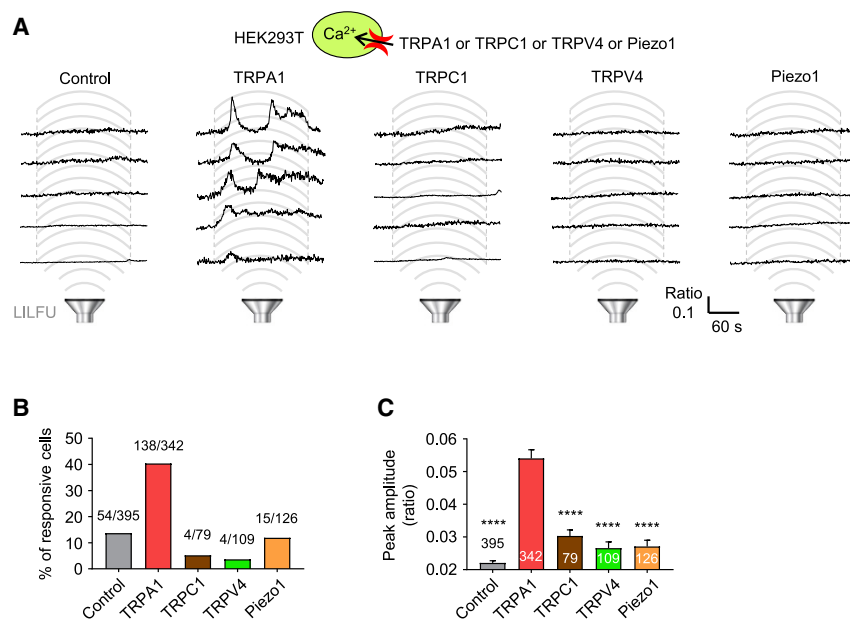 A
HEK293T
Ca2+
TRPA1 or TRPC1 or TRPV4 or Piezo1
Control
TRPA1
TRPC1
TRPV4
Piezo1
LILFU
Ratio
0.1
60 s
B
% of responsive cells
50
40
30
20
10
0
54/395
138/342
4/79
4/109
15/126
Control
TRPA1
TRPC1
TRPV4
Piezo1
C
Peak amplitude
(ratio)
0.06
0.05
0.04
0.03
0.02
****
395
342
****
79
****
109
****
126
Control
TRPA1
TRPC1
TRPV4
Piezo1